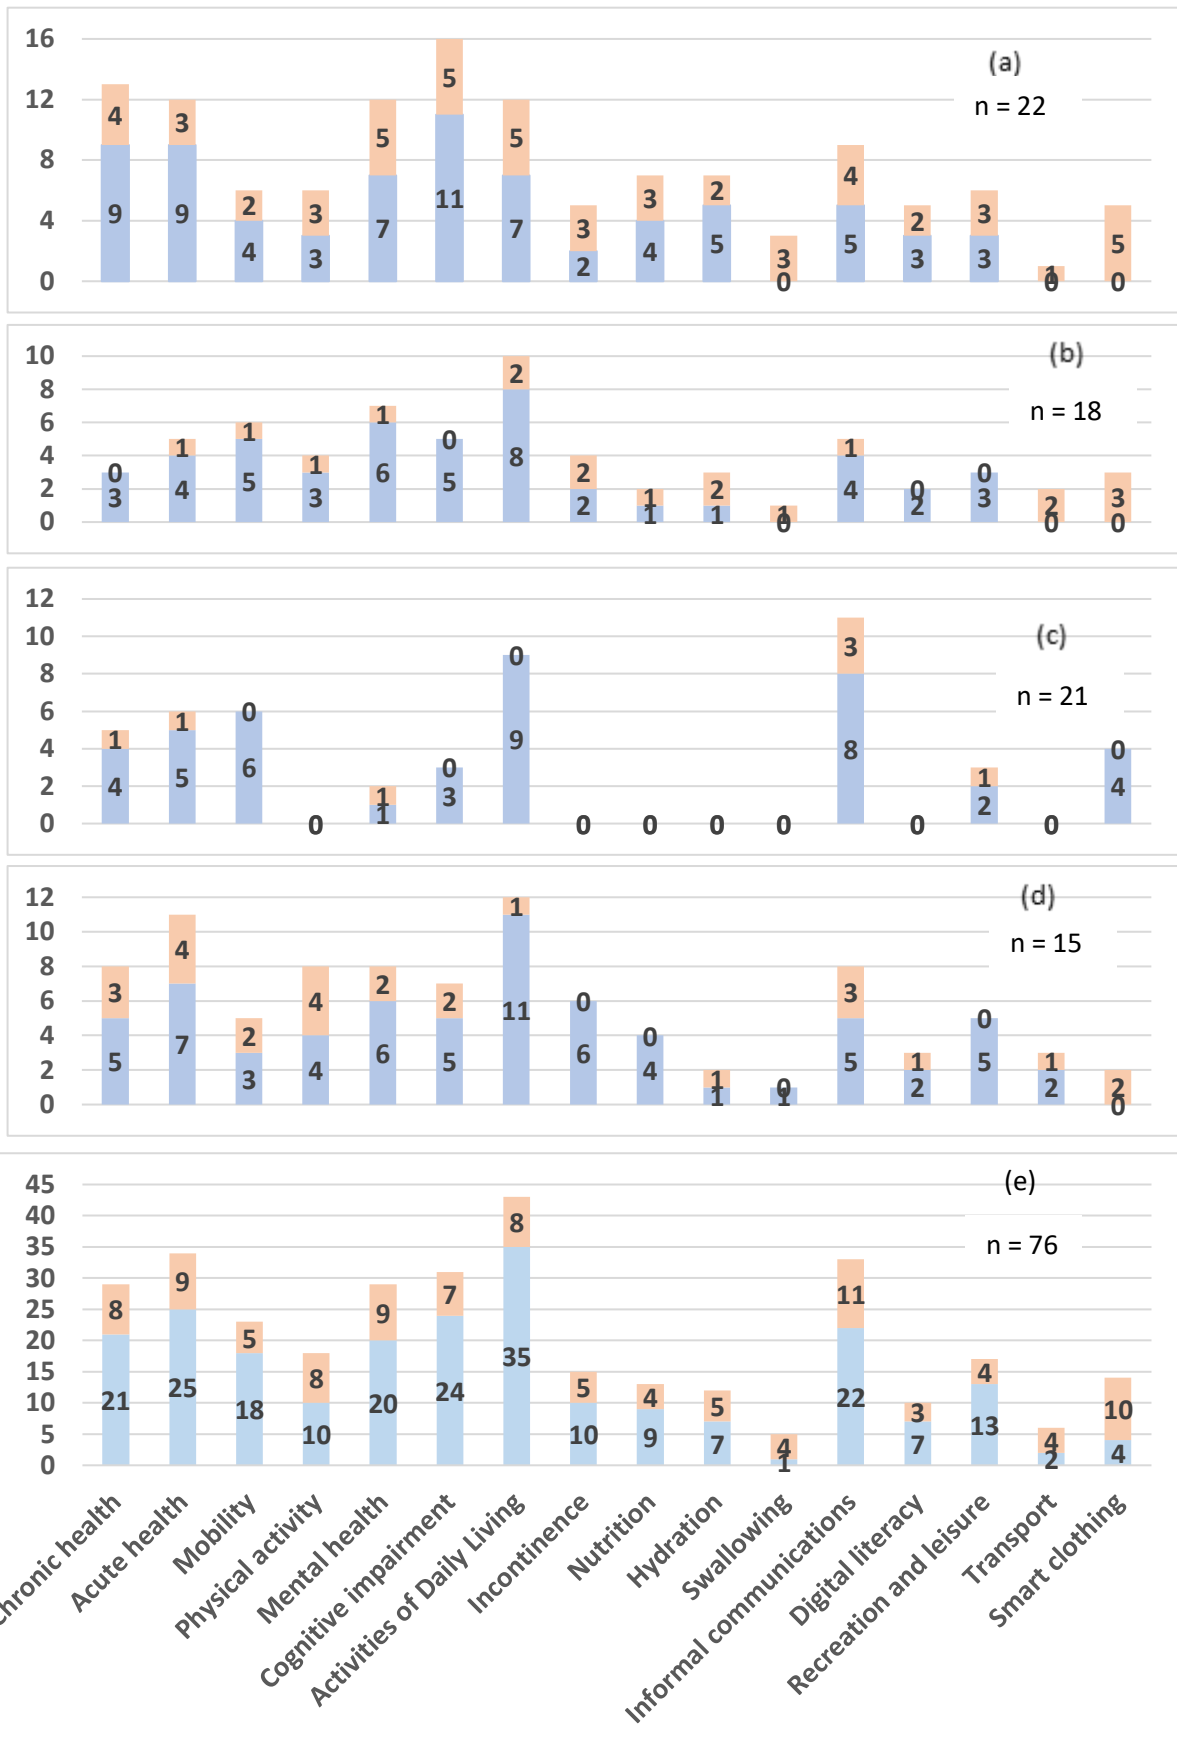 (a)
n = 22
16
12
8
4
0
4 3 2 3 5 5 5 3 3 2 3 4 2 3 1 5
9 9 4 3 7 11 7 2 4 5 0 5 3 3 0 0
(b)
n = 18
10
8
6
4
2
0
0 1 1 1 1 0 2 2 1 2 1 1 0 0 2 3
3 4 5 3 6 5 8 2 1 1 0 4 2 3 0 0
(c)
n = 21
12
10
8
6
4
2
0
1 1 0 0 1 0 0 0 0 0 0 3 0 1 0 0
4 5 6 1 3 9 8 2 4
(d)
n = 15
12
10
8
6
4
2
0
3 4 2 4 2 2 1 0 0 1 0 3 1 0 1 2
5 7 3 4 6 5 11 6 4 1 1 5 2 5 2 0
(e)
n = 76
45
40
35
30
25
20
15
10
5
0
8 9 5 8 9 7 8 5 4 5 4 11 3 4 4 10
21 25 18 10 20 24 35 10 9 7 1 22 7 13 2 4
Chronic health
Acute health
Mobility
Physical activity
Mental health
Cognitive impairment
Activities of Daily Living
Incontinence
Nutrition
Hydration
Swallowing
Informal communications
Digital literacy
Recreation and leisure
Transport
Smart clothing